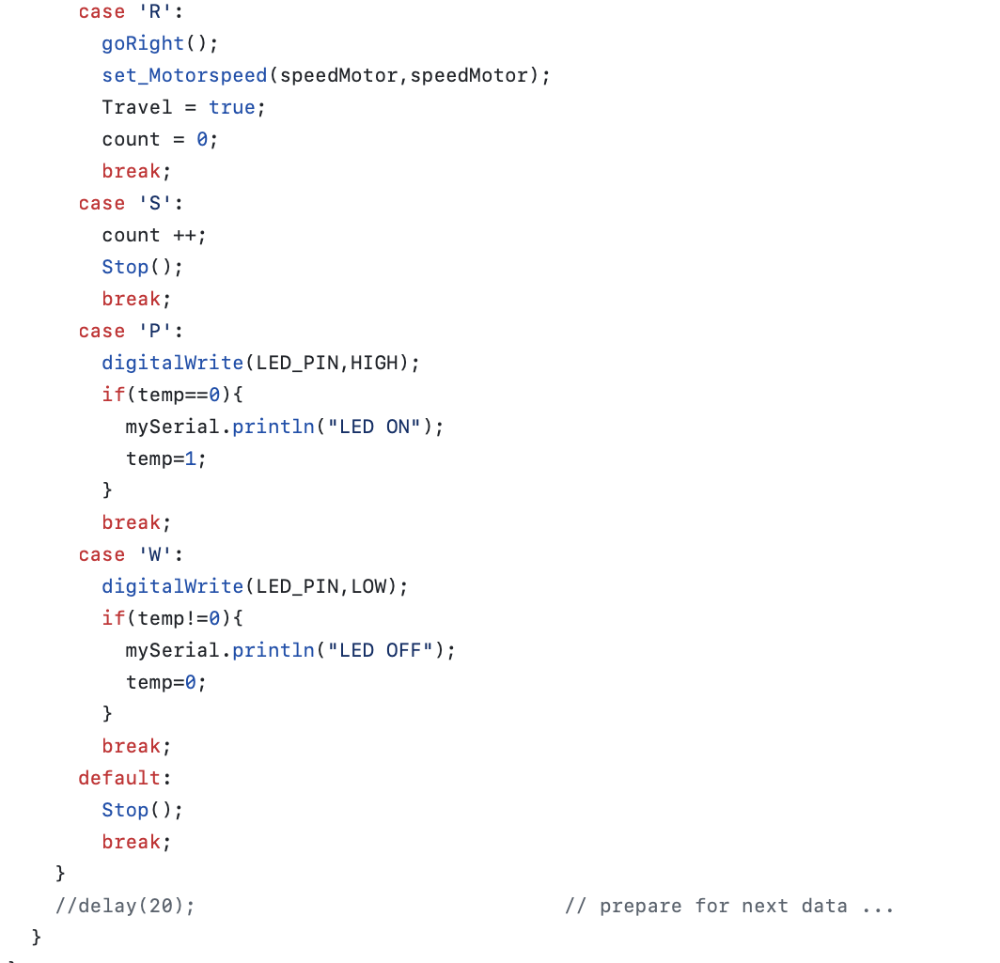 case 'R':
goRight();
set_Motorspeed(speedMotor,speedMotor);
Travel = true;
count = 0;
break;
case 'S':
count ++;
Stop();
break;
case 'P':
digitalWrite(LED_PIN,HIGH);
if(temp==0){
mySerial.println("LED ON");
temp=1;
}
break;
case 'W':
digitalWrite(LED_PIN,LOW);
if(temp!=0){
mySerial.println("LED OFF");
temp=0;
}
break;
default:
Stop();
break;
}
//delay(20); // prepare for next data ...
}